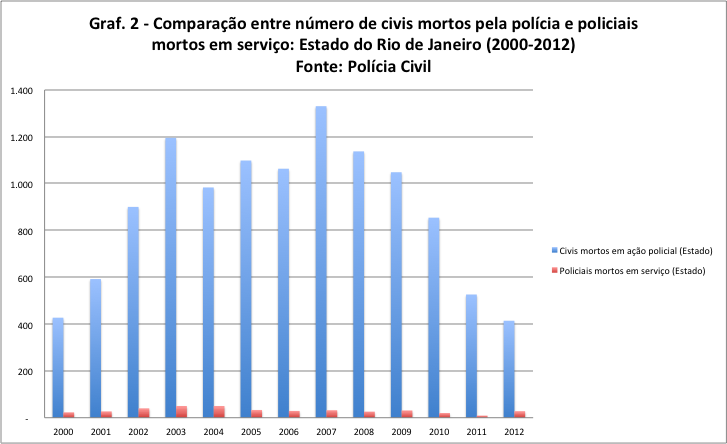 Graf. 2 - Comparação entre número de civis mortos pela polícia e policiais
mortos em serviço: Estado do Rio de Janeiro (2000-2012)
Fonte: Polícia Civil
1.400
1.200
1.000
800
600
400
200
-
2000 2001 2002 2003 2004 2005 2006 2007 2008 2009 2010 2011 2012
Civis mortos em ação policial (Estado)
Policiais mortos em serviço (Estado)